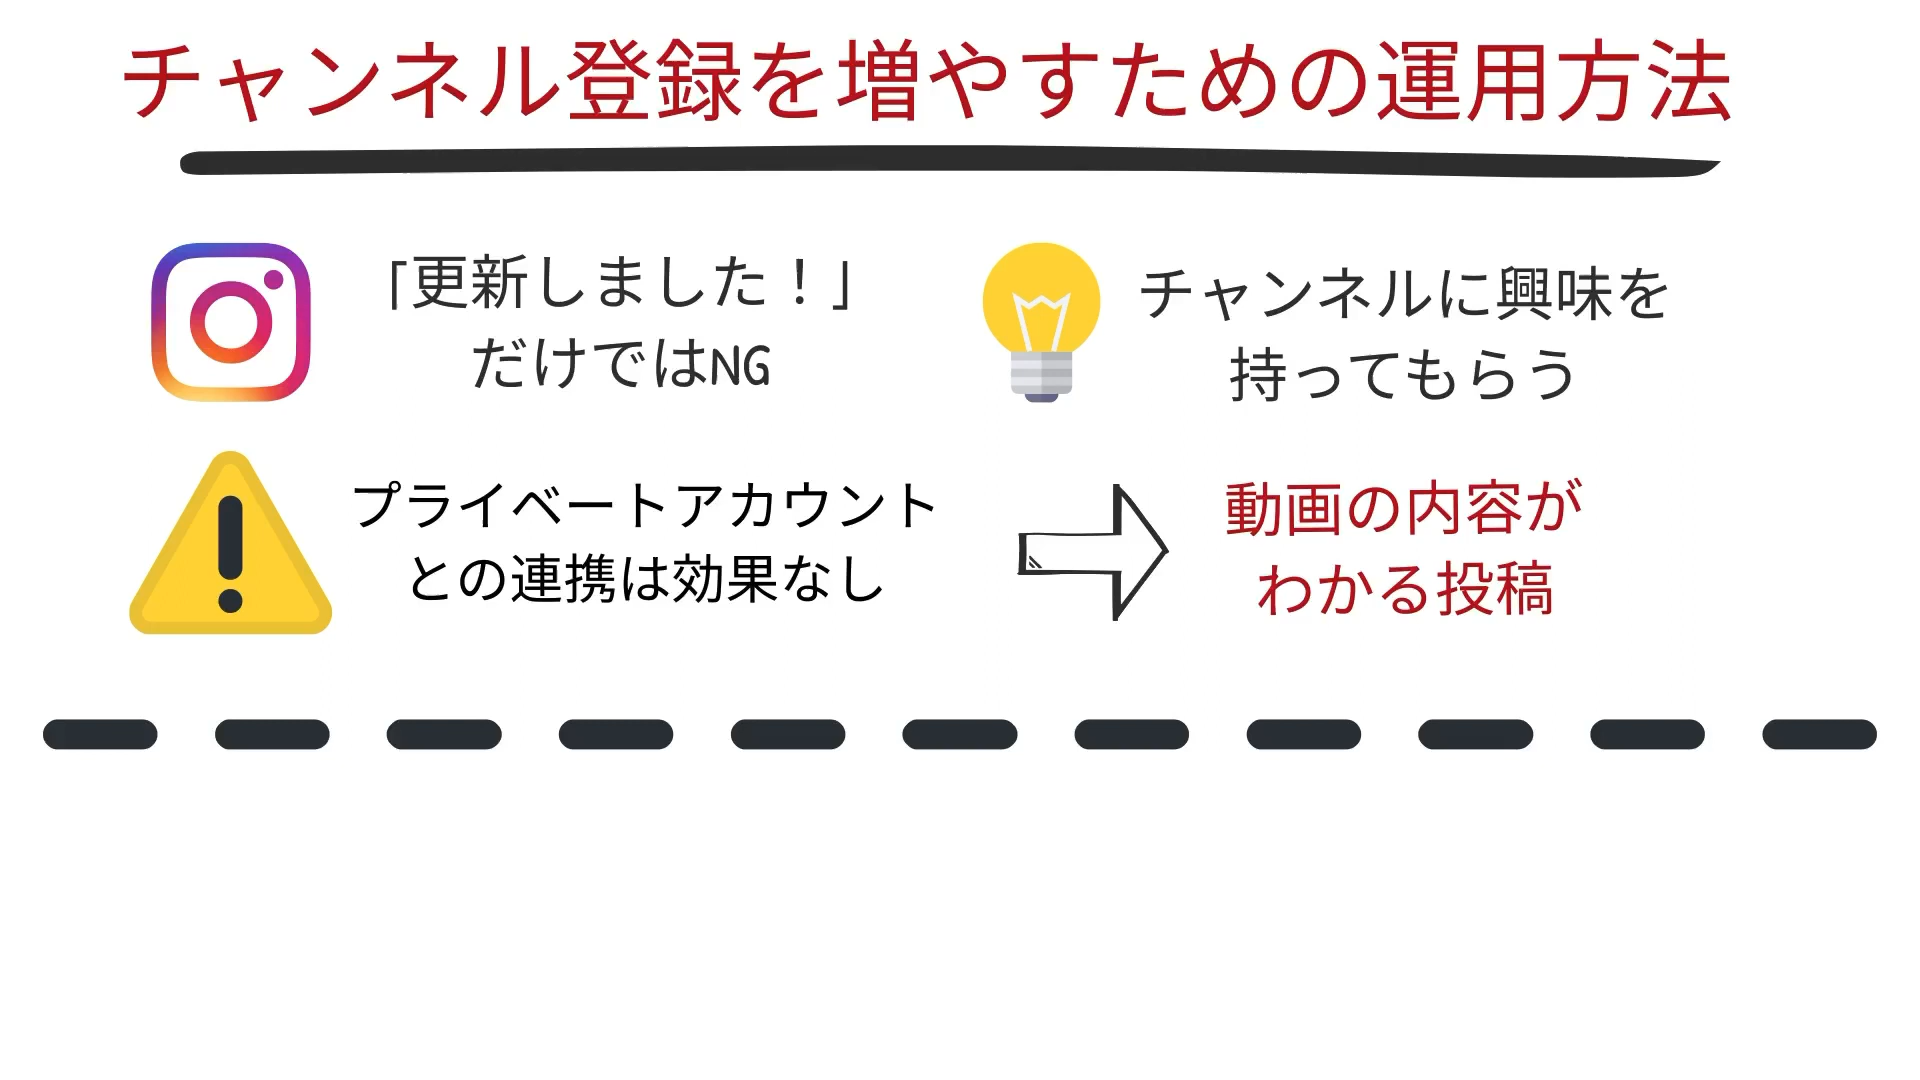 チャンネル登録を増やすための運用方法
「更新しました！」
だけではNG
チャンネルに興味を
持ってもらう
プライベートアカウント
との連携は効果なし
動画の内容が
わかる投稿